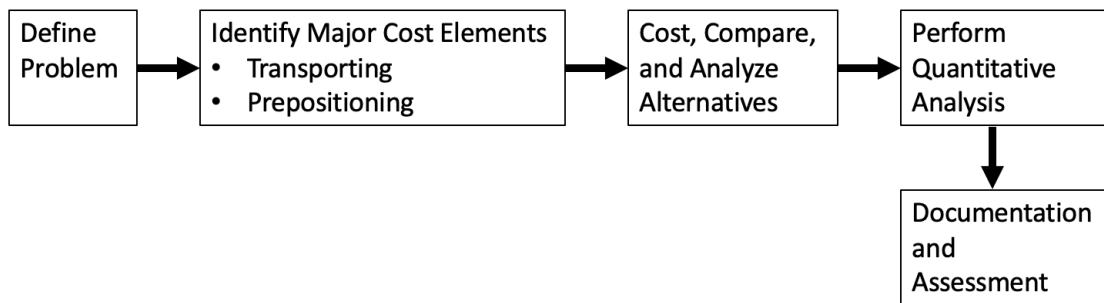 Define
Problem
Identify Major Cost Elements
• Transporting
• Prepositioning
Cost, Compare,
and Analyze
Alternatives
Perform
Quantitative
Analysis
Documentation
and
Assessment